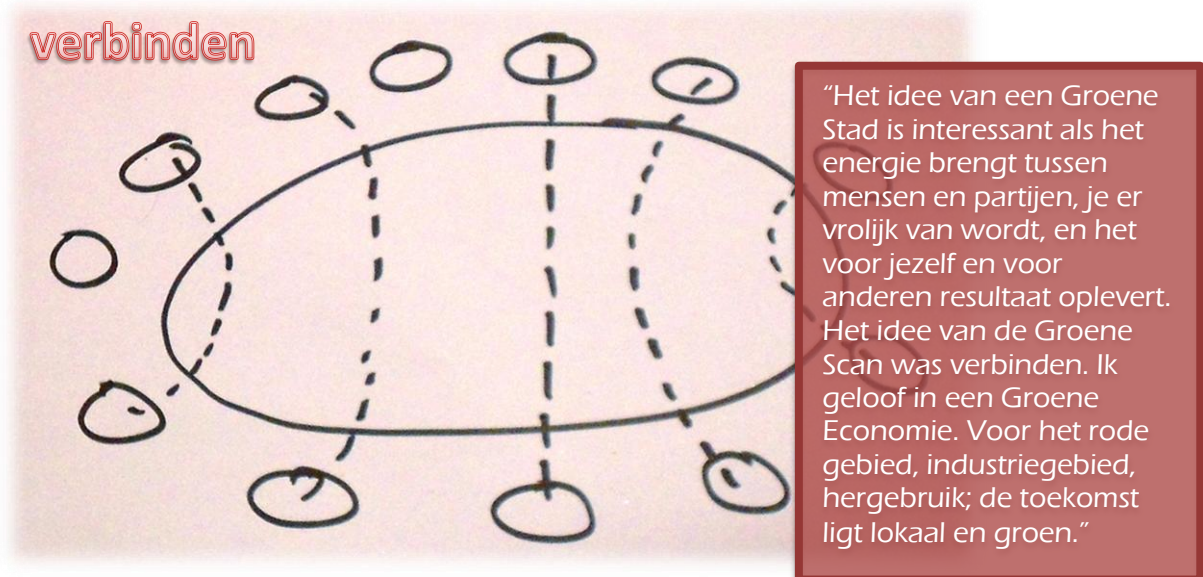 verbinden
“Het idee van een Groene
Stad is interessant als het
energie brengt tussen
mensen en partijen, je er
vrolijk van wordt, en het
voor jezelf en voor
anderen resultaat oplevert.
Het idee van de Groene
Scan was verbinden. Ik
geloof in een Groene
Economie. Voor het rode
gebied, industriegebied,
hergebruik; de toekomst
ligt lokaal en groen.”